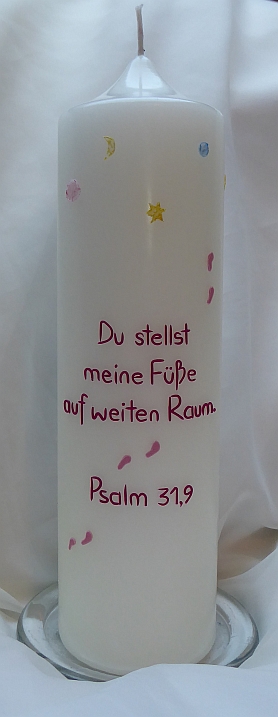 Du stellst
meine Füße
auf weiten Raum.
Psalm 31,9